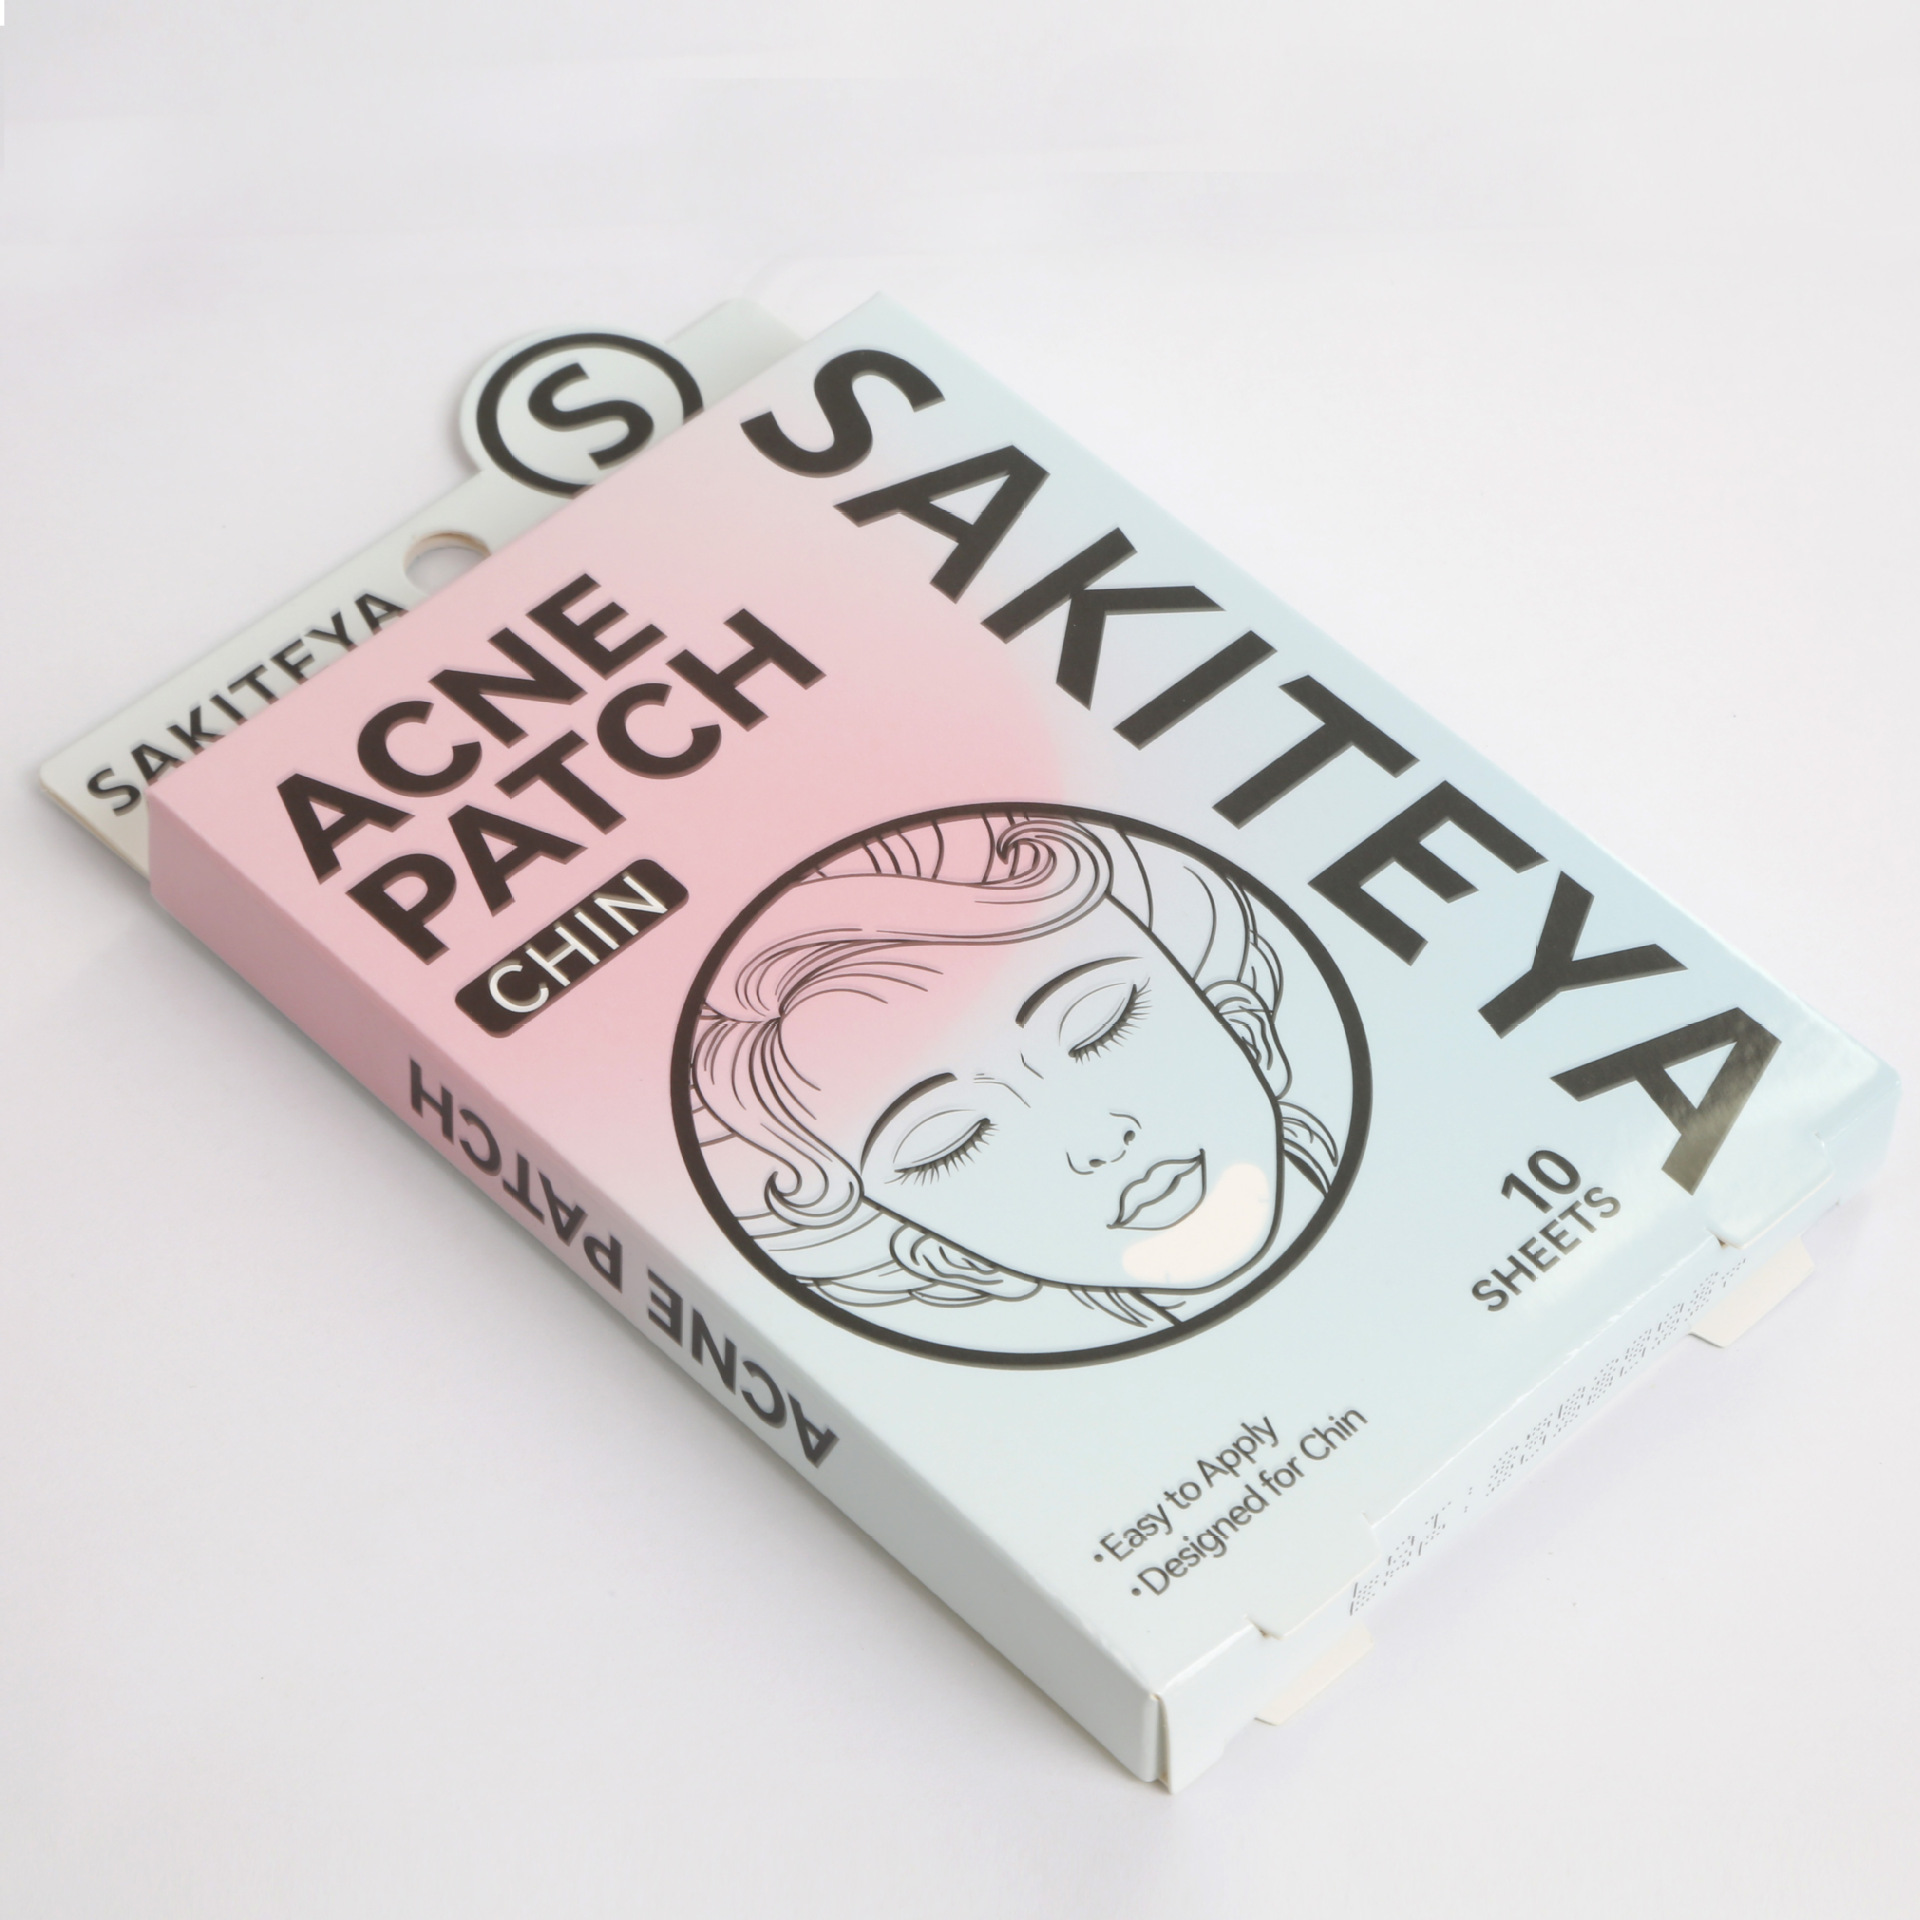 S
SAKITEYA
SAKITEYA
ACNE
PATCH
CHIN
10
SHEETS
·Easy to Apply
·Designed for Chin
ACNE PATCH